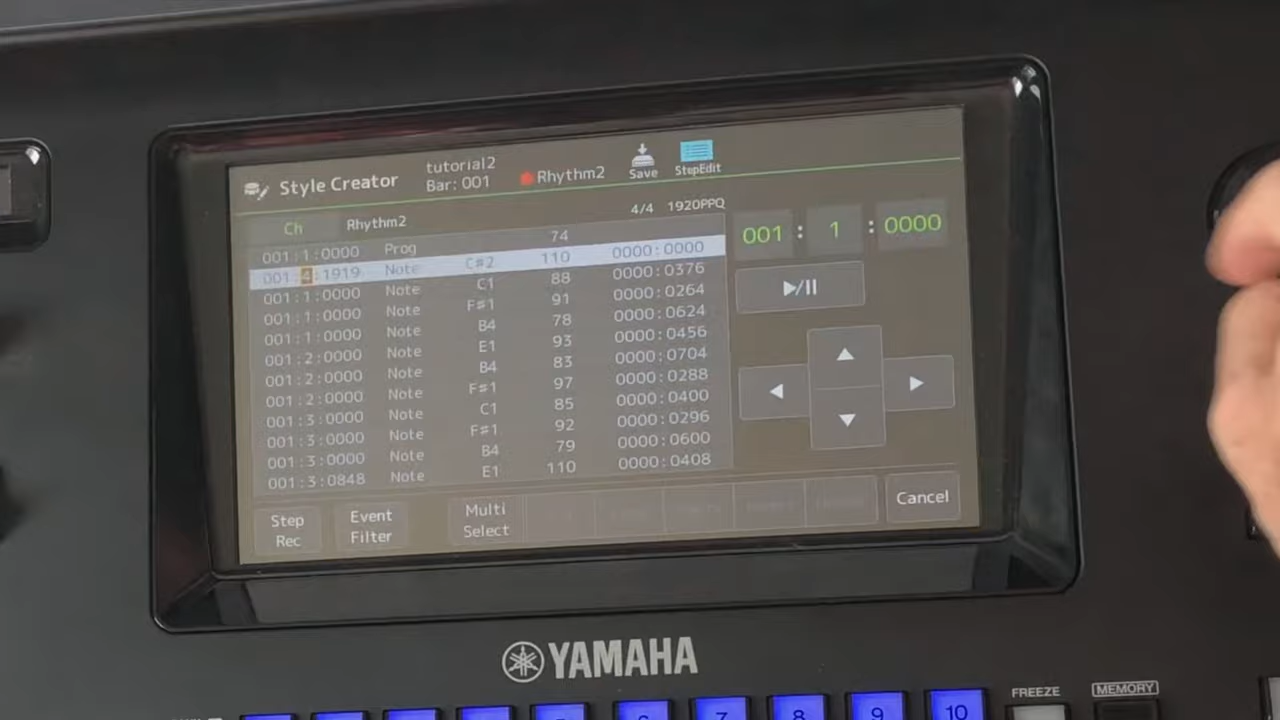 Style Creator
tutorial2
Bar: 001
Rhythm2
Save
StepEdit
Ch
Rhythm2
4/4 1920PPQ
001:1:0000 Prog 74
001:4:1919 Note C#2 110 0000:0000
001:1:0000 Note C1 88 0000:0376
001:1:0000 Note F#1 91 0000:0264
001:1:0000 Note B4 78 0000:0624
001:2:0000 Note E1 93 0000:0456
001:2:0000 Note B4 83 0000:0704
001:2:0000 Note F#1 97 0000:0288
001:3:0000 Note C1 85 0000:0400
001:3:0000 Note F#1 92 0000:0296
001:3:0000 Note B4 79 0000:0600
001:3:0848 Note E1 110 0000:0408
001 : 1 : 0000
Step
Rec
Event
Filter
Multi
Select
Cancel
YAMAHA
7 8 9 10
FREEZE
MEMORY